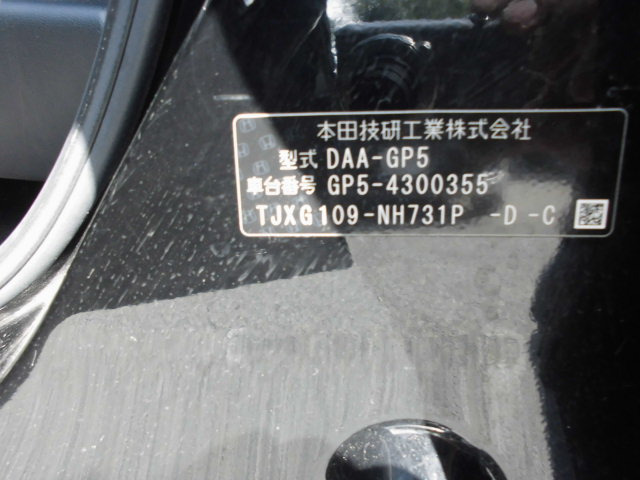 本田技研工業株式会社
型式 DAA-GP5
車台番号 GP5-4300355
TJXG109-NH731P -D -C